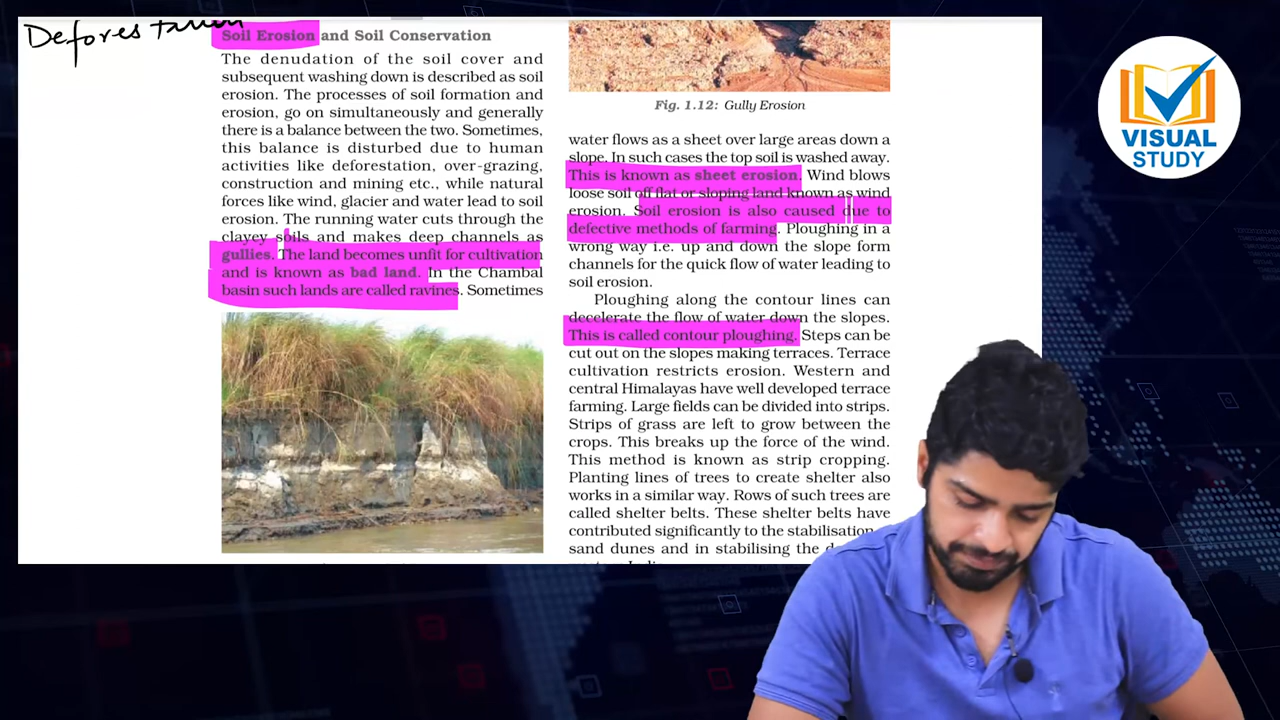 Deforestation
Soil Erosion and Soil Conservation
The denudation of the soil cover and
subsequent washing down is described as soil
erosion. The processes of soil formation and
erosion, go on simultaneously and generally
there is a balance between the two. Sometimes,
this balance is disturbed due to human
activities like deforestation, over-grazing,
construction and mining etc., while natural
forces like wind, glacier and water lead to soil
erosion. The running water cuts through the
clayey soils and makes deep channels as
gullies. The land becomes unfit for cultivation
and is known as bad land. In the Chambal
basin such lands are called ravines. Sometimes
Fig. 1.12: Gully Erosion
water flows as a sheet over large areas down a
slope. In such cases the top soil is washed away.
This is known as sheet erosion. Wind blows
loose soil off flat or sloping land known as wind
erosion. Soil erosion is also caused due to
defective methods of farming. Ploughing in a
wrong way i.e. up and down the slope form
channels for the quick flow of water leading to
soil erosion.
Ploughing along the contour lines can
decelerate the flow of water down the slopes.
This is called contour ploughing. Steps can be
cut out on the slopes making terraces. Terrace
cultivation restricts erosion. Western and
central Himalayas have well developed terrace
farming. Large fields can be divided into strips.
Strips of grass are left to grow between the
crops. This breaks up the force of the wind.
This method is known as strip cropping.
Planting lines of trees to create shelter also
works in a similar way. Rows of such trees are
called shelter belts. These shelter belts have
contributed significantly to the stabilisation
sand dunes and in stabilising the
VISUAL
STUDY